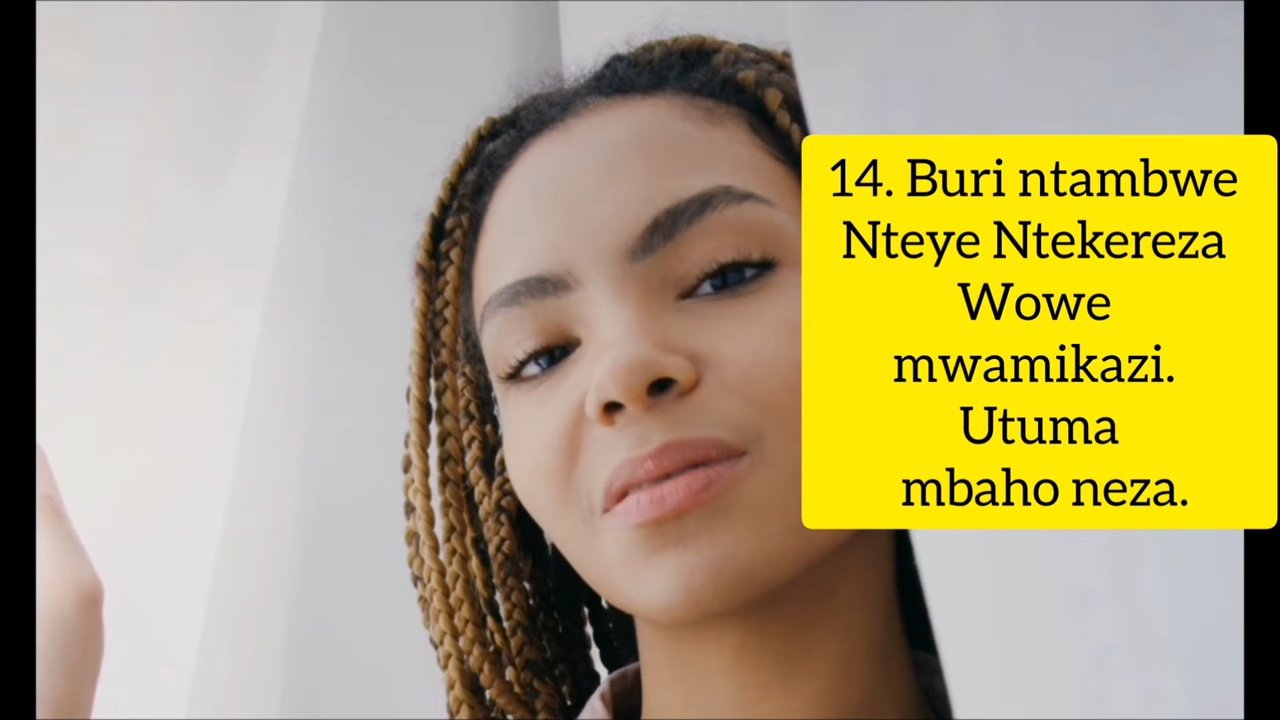 14. Buri ntambwe
Nteye Ntekereza
Wowe
mwamikazi.
Utuma
mbaho neza.